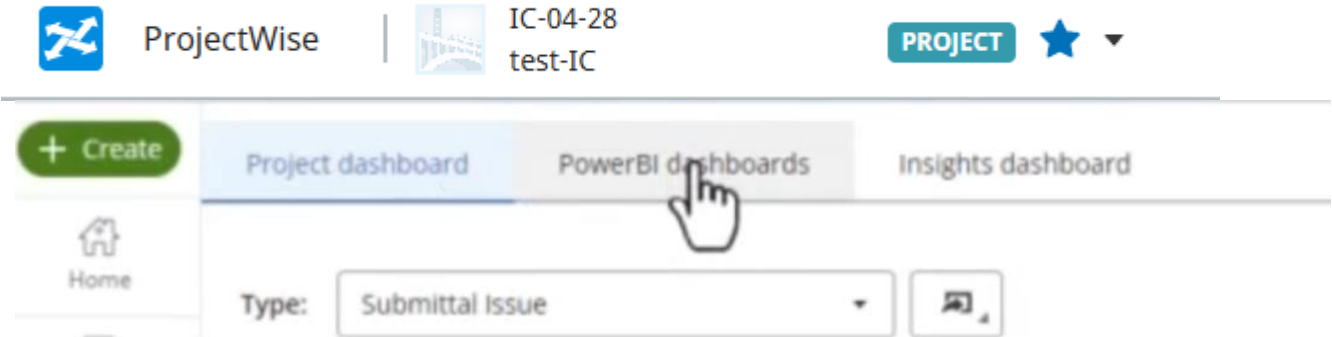 ProjectWise
IC-04-28
test-IC
PROJECT
+ Create
Project dashboard
PowerBI dashboards
Insights dashboard
Home
Type:
Submittal Issue